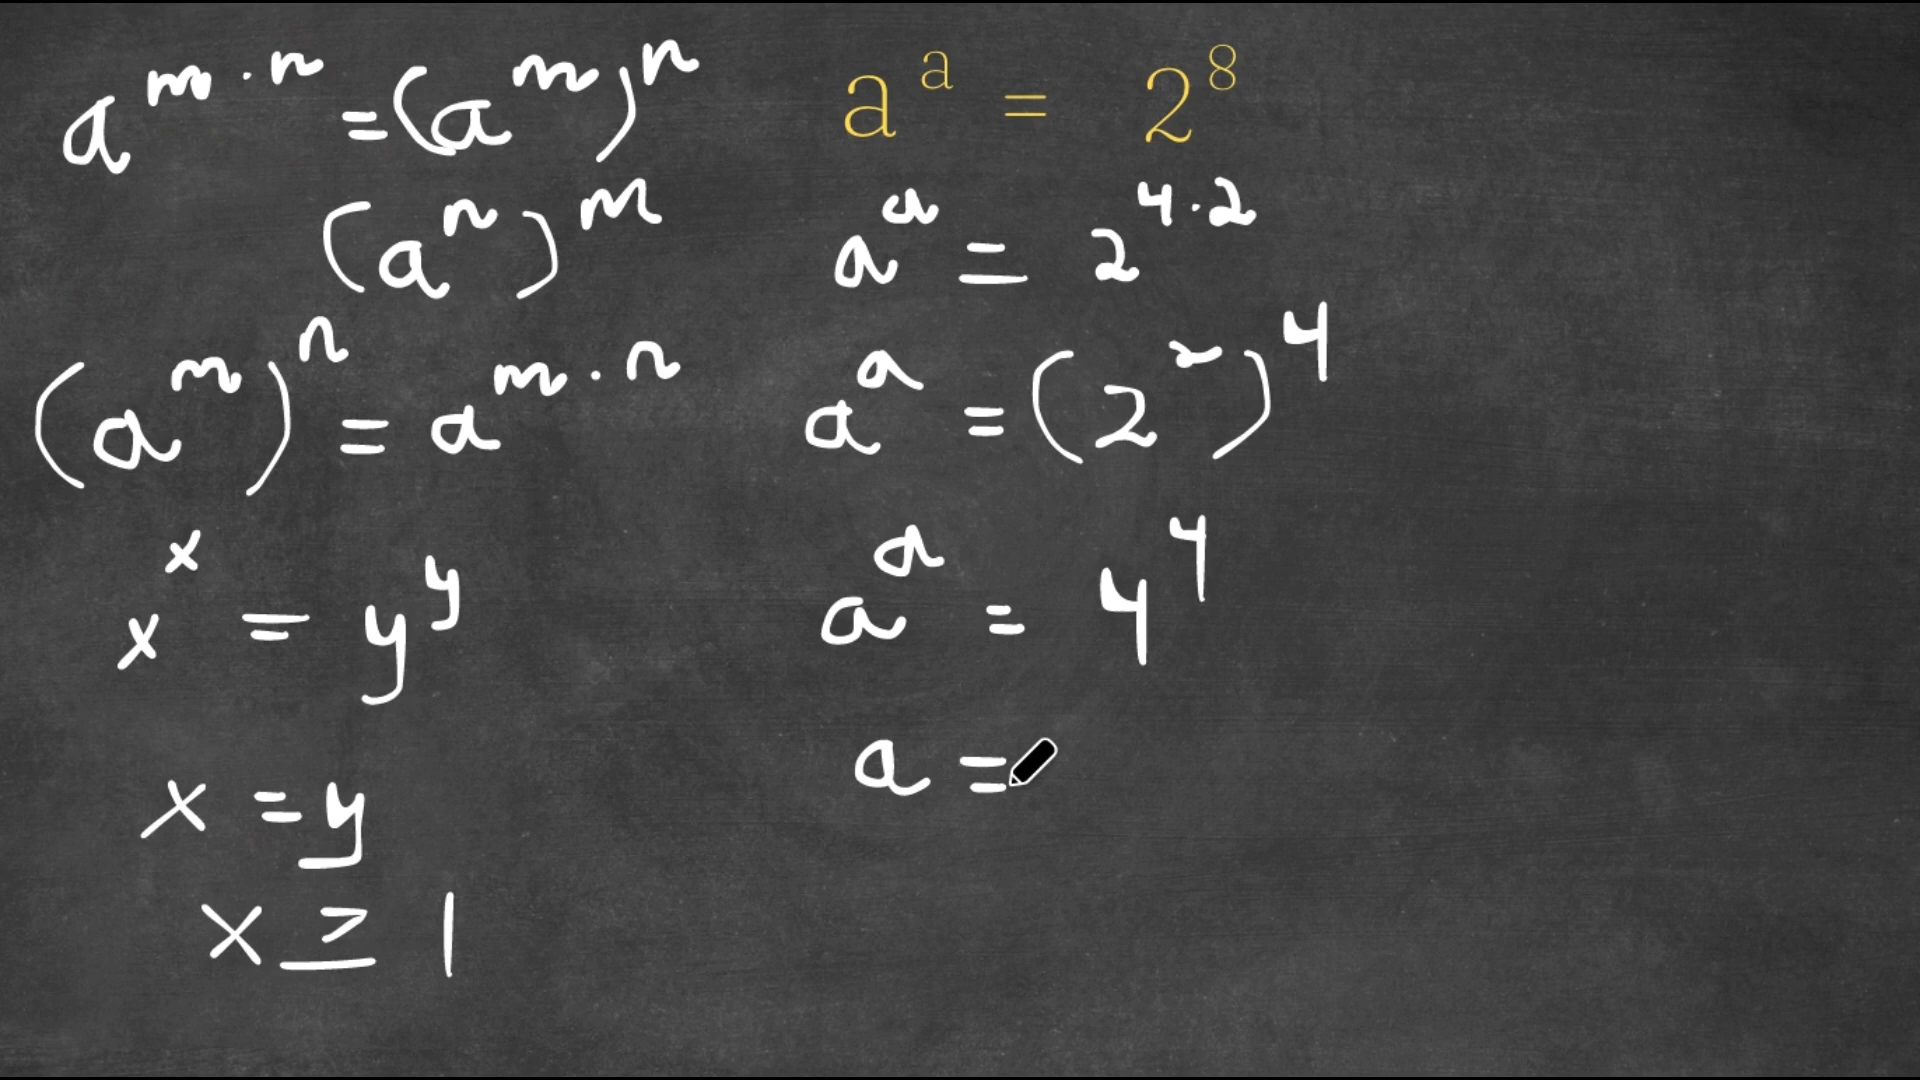 a^{m·n} = (a^m)^n
(a^n)^m
(a^m)^n = a^{m·n}
x^x = y^y
x = y
x ≥ 1
a^a = 2^8
a^a = 2^{4·2}
a^a = (2^2)^4
a^a = 4^4
a =